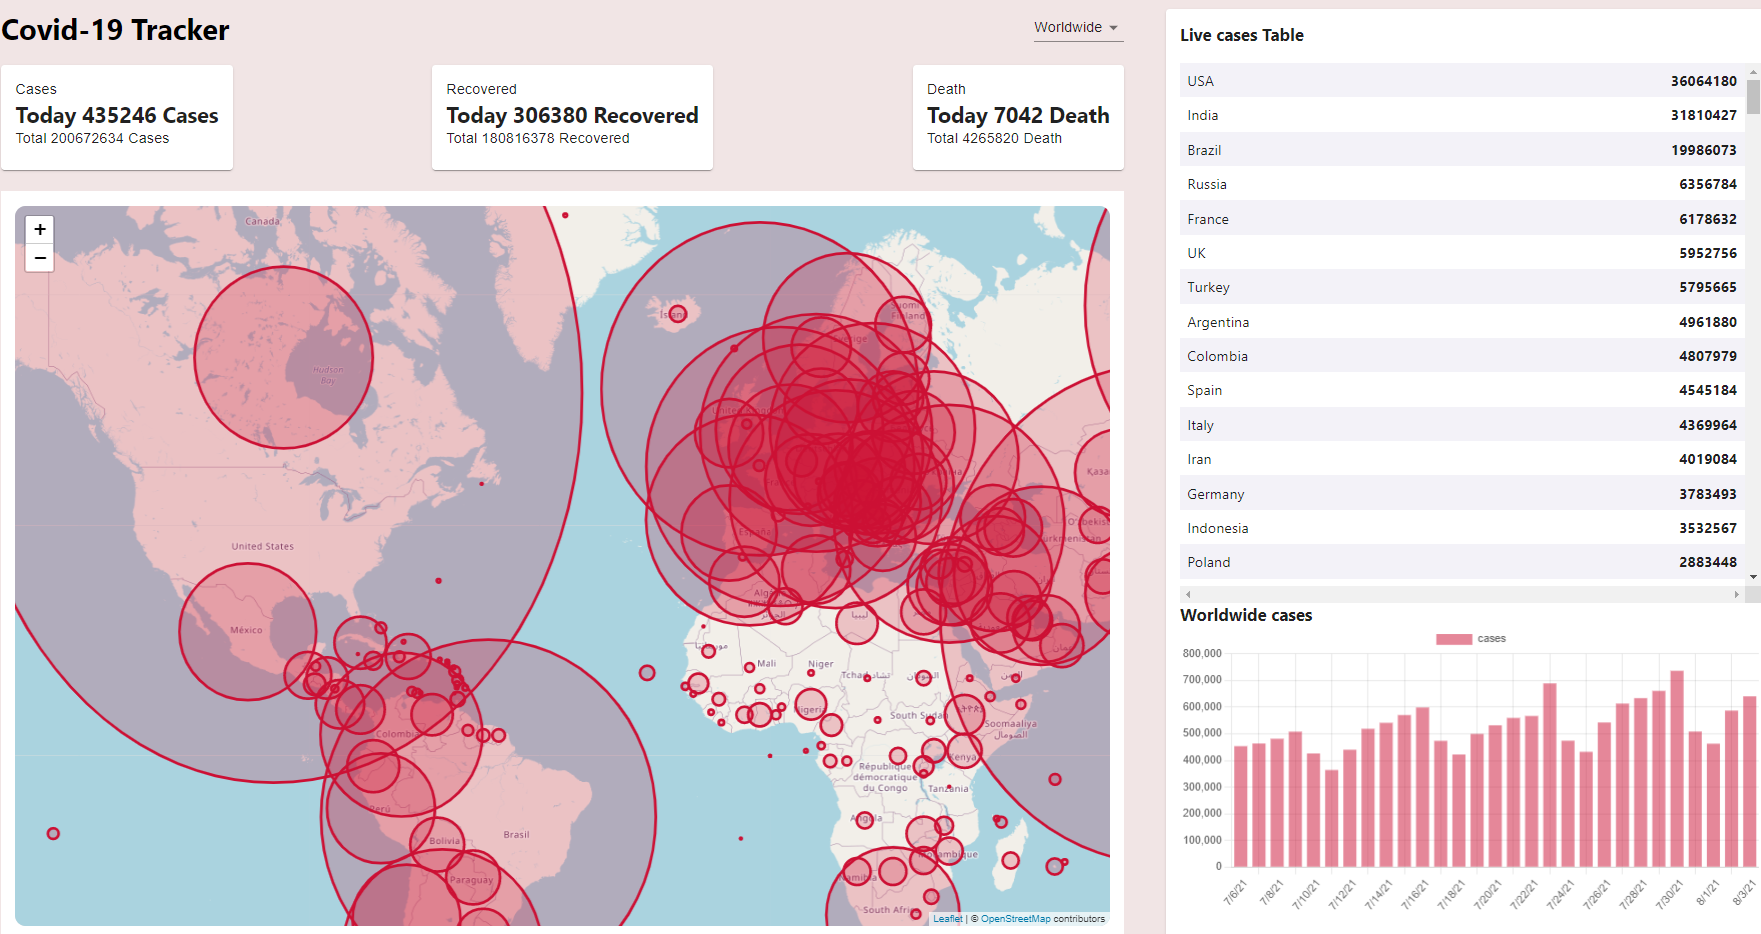 Covid-19 Tracker
Worldwide
Cases
Today 435246 Cases
Total 200672634 Cases
Recovered
Today 306380 Recovered
Total 180816378 Recovered
Death
Today 7042 Death
Total 4265820 Death
+
−
Canada
Hudson
Bay
United States
México
Colombia
Perú
Brasil
Bolivia
Paraguay
Ísland
Suomi
Finland
Sverige
United Kingdom
France
España
ليبيا
Mali
Niger
Nigeria
South Sudan
Soomaaliya
الصومال
Kenya
République
démocratique
du Congo
Tanzania
Angola
Moçambique
Namibia
South Africa
Leaflet | © OpenStreetMap contributors
Live cases Table
USA 36064180
India 31810427
Brazil 19986073
Russia 6356784
France 6178632
UK 5952756
Turkey 5795665
Argentina 4961880
Colombia 4807979
Spain 4545184
Italy 4369964
Iran 4019084
Germany 3783493
Indonesia 3532567
Poland 2883448
Worldwide cases
cases
800,000
700,000
600,000
500,000
400,000
300,000
200,000
100,000
0
7/6/21 7/8/21 7/10/21 7/12/21 7/14/21 7/16/21 7/18/21 7/20/21 7/22/21 7/24/21 7/26/21 7/28/21 7/30/21 8/1/21 8/3/21